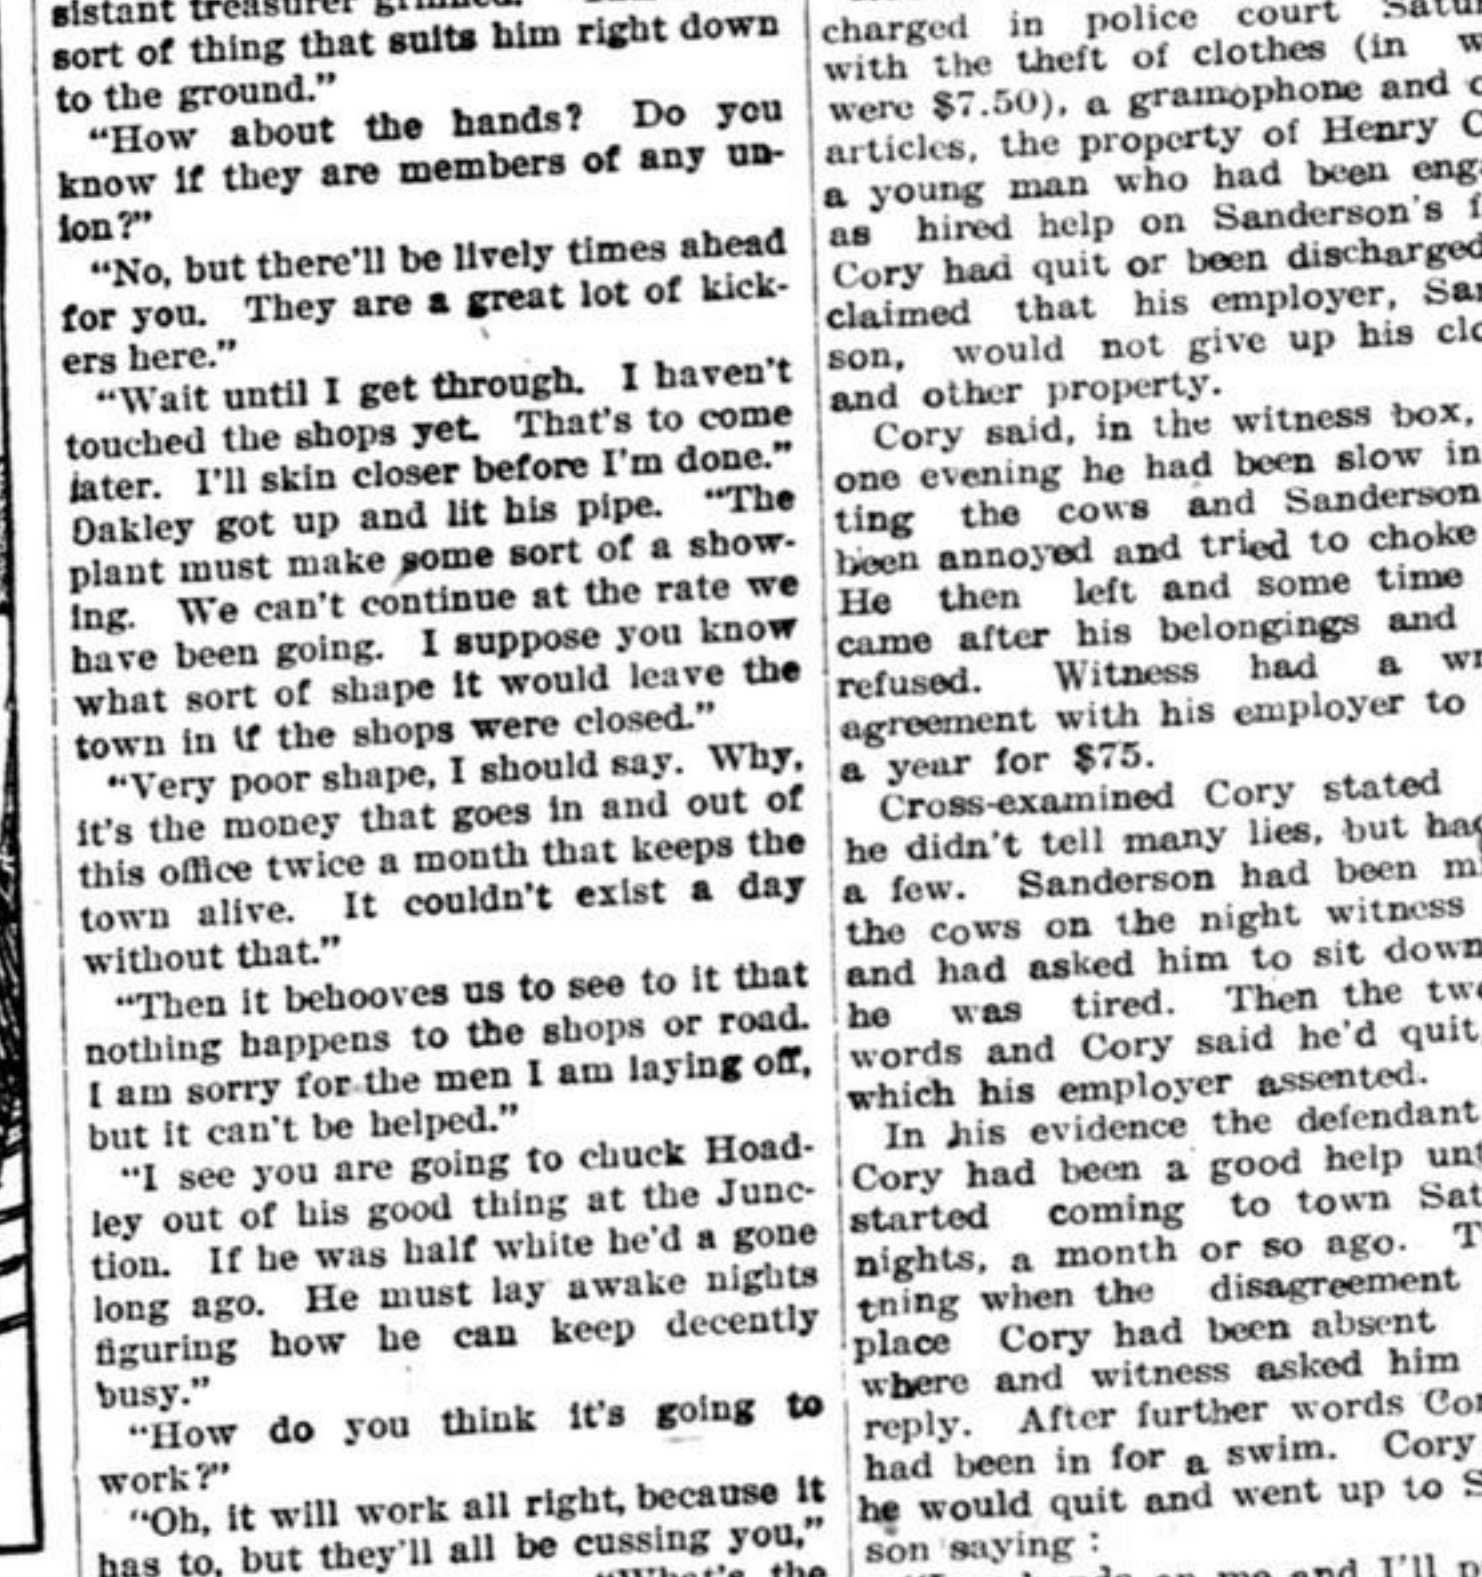 sistant treasurer grinned.
sort of thing that suits him right down
to the ground."
"How about the hands? Do you
know if they are members of any un-
ion?"
"No, but there'll be lively times ahead
for you. They are a great lot of kick-
ers here."
"Wait until I get through. I haven't
touched the shops yet. That's to come
later. I'll skin closer before I'm done."
Oakley got up and lit his pipe. "The
plant must make some sort of a show-
ing. We can't continue at the rate we
have been going. I suppose you know
what sort of shape it would leave the
town in if the shops were closed."
"Very poor shape, I should say. Why,
it's the money that goes in and out of
this office twice a month that keeps the
town alive. It couldn't exist a day
without that."
"Then it behooves us to see to it that
nothing happens to the shops or road.
I am sorry for the men I am laying off,
but it can't be helped."
"I see you are going to chuck Hoad-
ley out of his good thing at the Junc-
tion. If he was half white he'd a gone
long ago. He must lay awake nights
figuring how he can keep decently
busy."
"How do you think it's going to
work?"
"Oh, it will work all right, because it
has to, but they'll all be cussing you,"
"What's the
charged in police court Satur
with the theft of clothes (in w
were $7.50), a gramophone and o
articles, the property of Henry C
a young man who had been eng
as hired help on Sanderson's f
Cory had quit or been discharged
claimed that his employer, San
son, would not give up his clo
and other property.
Cory said, in the witness box,
one evening he had been slow in
ting the cows and Sanderson
been annoyed and tried to choke
He then left and some time
came after his belongings and
refused. Witness had a wr
agreement with his employer to
a year for $75.
Cross-examined Cory stated
he didn't tell many lies, but had
a few. Sanderson had been mi
the cows on the night witness
and had asked him to sit down
he was tired. Then the two
words and Cory said he'd quit,
which his employer assented.
In his evidence the defendant
Cory had been a good help unt
started coming to town Sat
nights, a month or so ago. T
tning when the disagreement
place Cory had been absent
where and witness asked him
reply. After further words Cor
had been in for a swim. Cory
he would quit and went up to S
son saying :
on me and I'll p